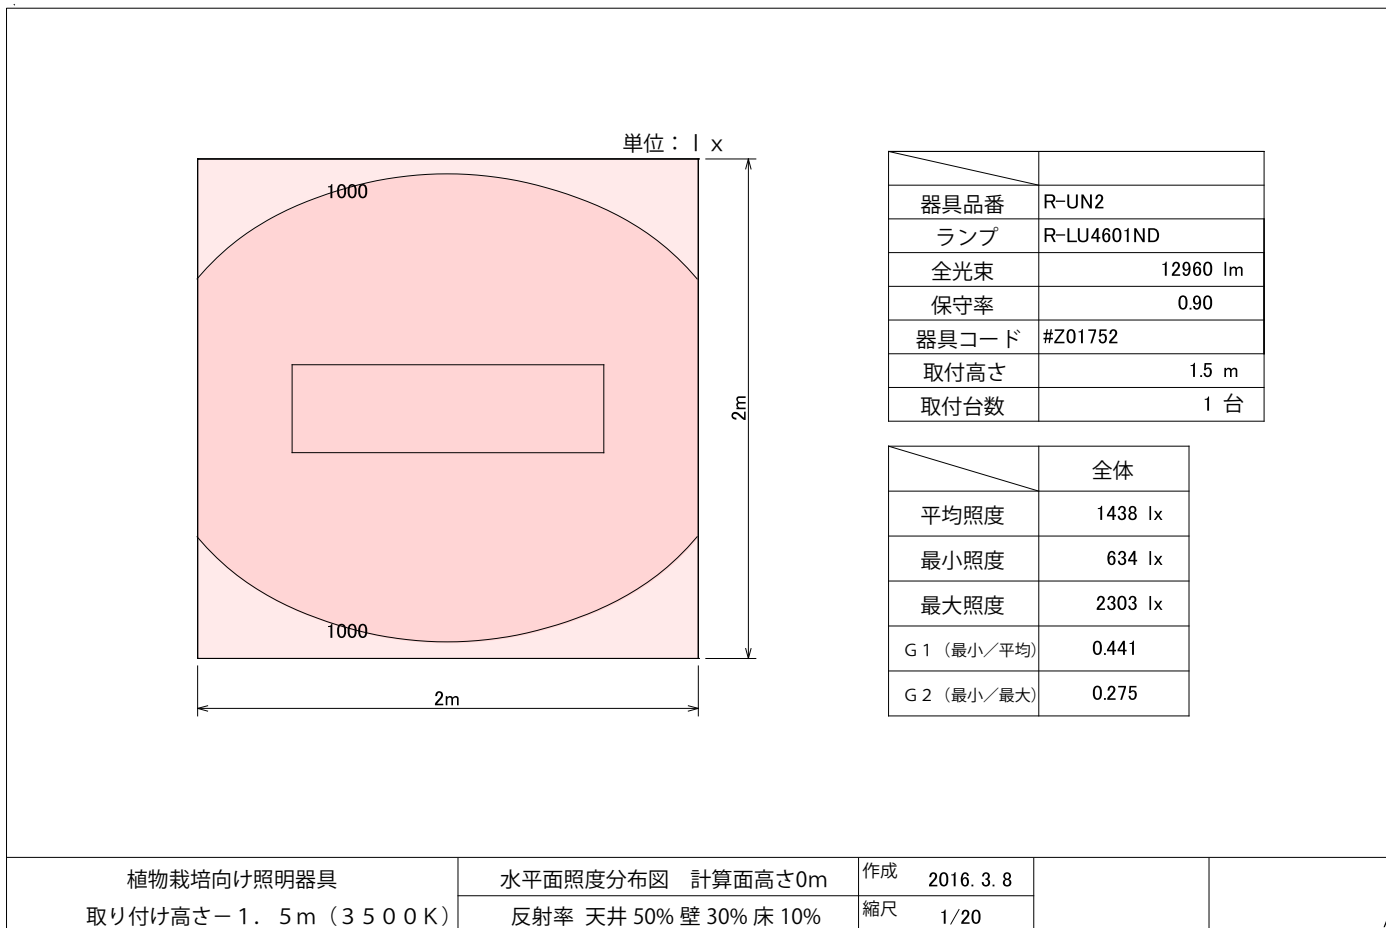 単位：ｌｘ
1000
1000
2m
2m
器具品番 R-UN2
ランプ R-LU4601ND
全光束 12960 lm
保守率 0.90
器具コード #Z01752
取付高さ 1.5 m
取付台数 1 台
全体
平均照度 1438 lx
最小照度 634 lx
最大照度 2303 lx
Ｇ１（最小／平均） 0.441
Ｇ２（最小／最大） 0.275
植物栽培向け照明器具
取り付け高さ－１．５ｍ（３５００Ｋ）
水平面照度分布図　計算面高さ0m
反射率 天井 50% 壁 30% 床 10%
作成 2016. 3. 8
縮尺 1/20